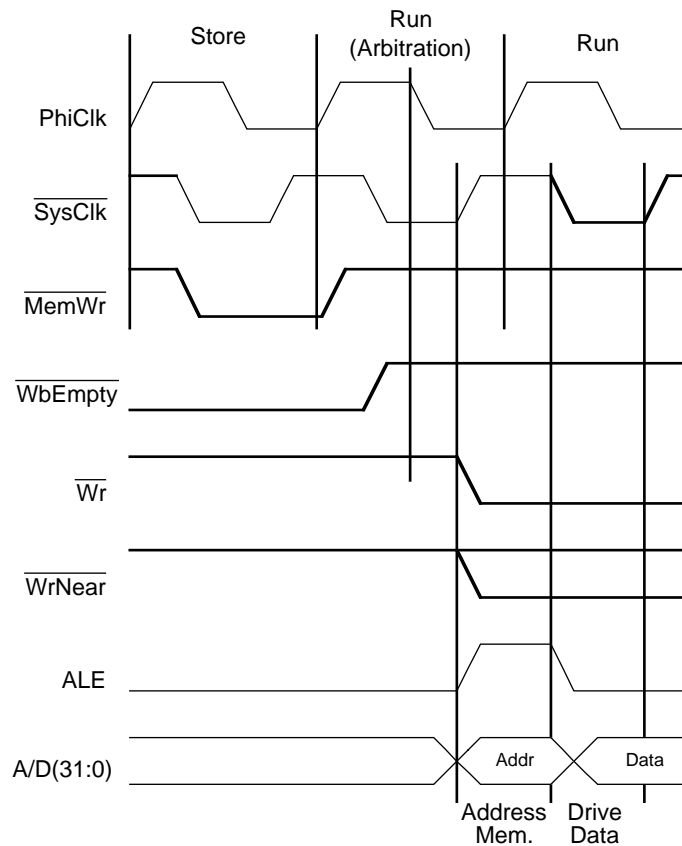 Store
Run
(Arbitration)
Run
PhiClk
SysClk
MemWr
WbEmpty
Wr
WrNear
ALE
A/D(31:0)
Addr
Data
Address
Mem.
Drive
Data